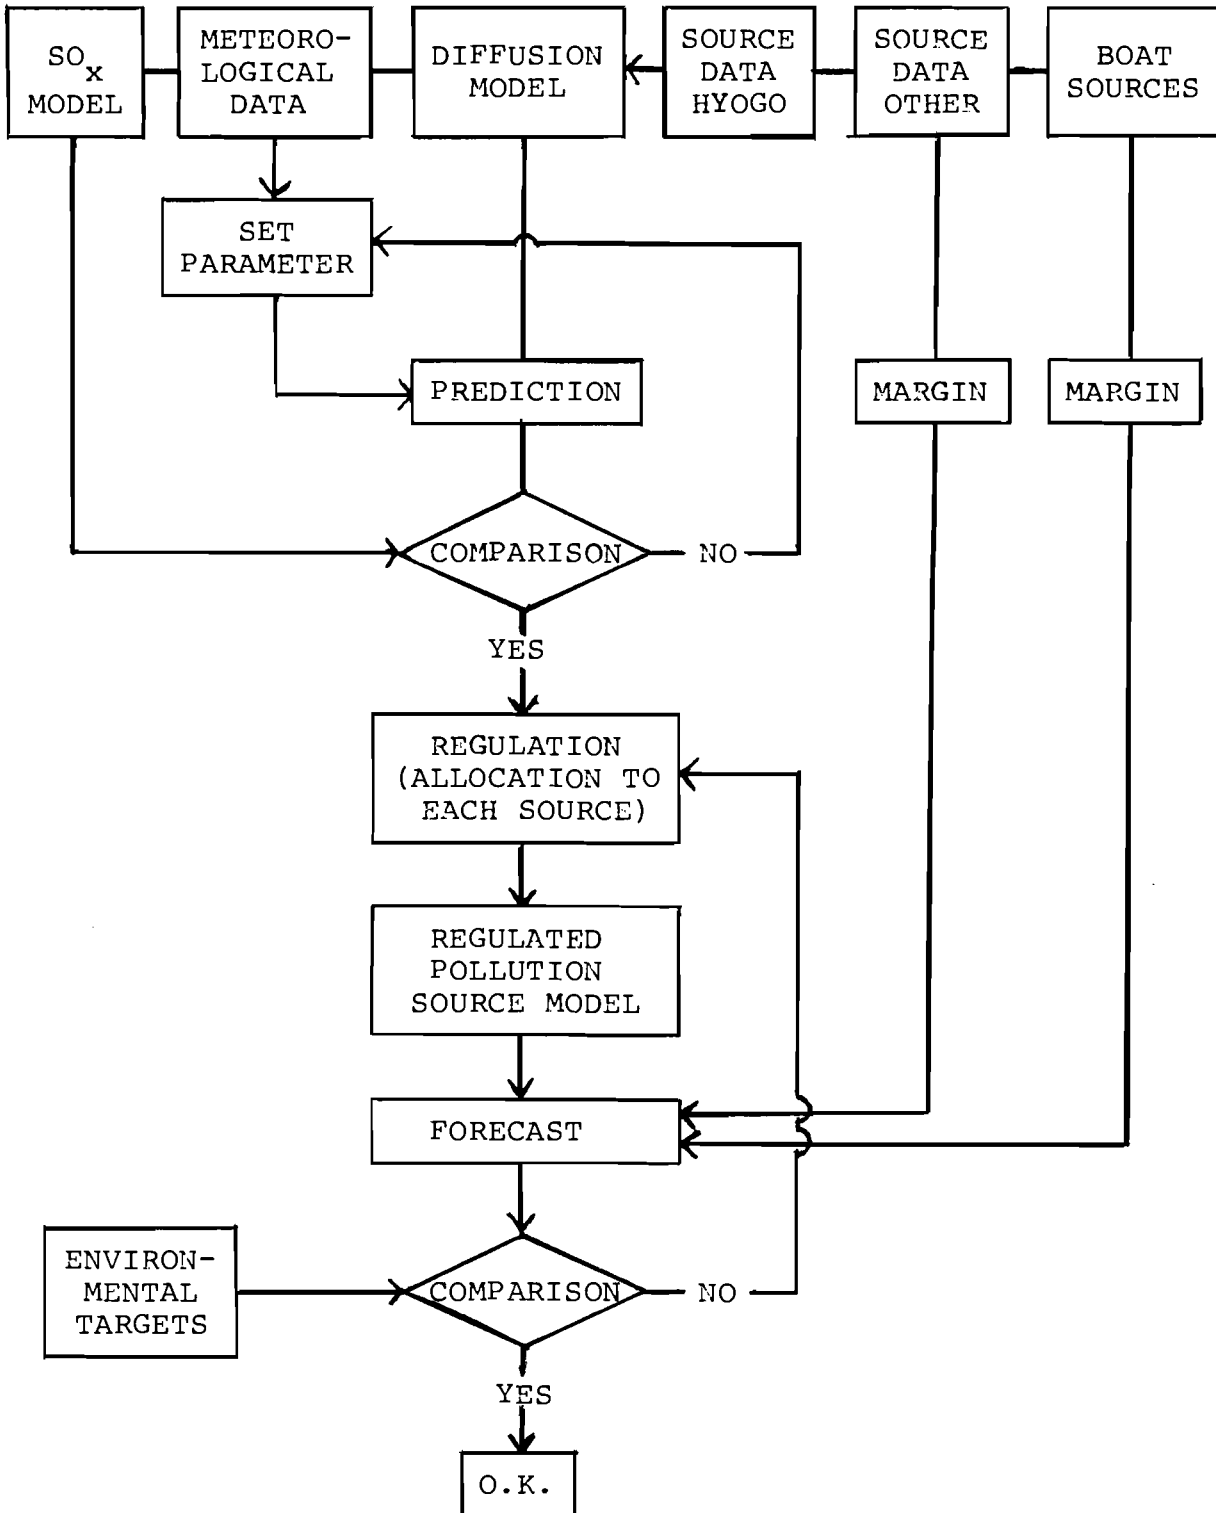 SOx
MODEL
METEORO-
LOGICAL
DATA
DIFFUSION
MODEL
SOURCE
DATA
HYOGO
SOURCE
DATA
OTHER
BOAT
SOURCES
SET
PARAMETER
PREDICTION
MARGIN
MARGIN
COMPARISON
NO
YES
REGULATION
(ALLOCATION TO
EACH SOURCE)
REGULATED
POLLUTION
SOURCE MODEL
FORECAST
ENVIRON-
MENTAL
TARGETS
COMPARISON
NO
YES
O.K.